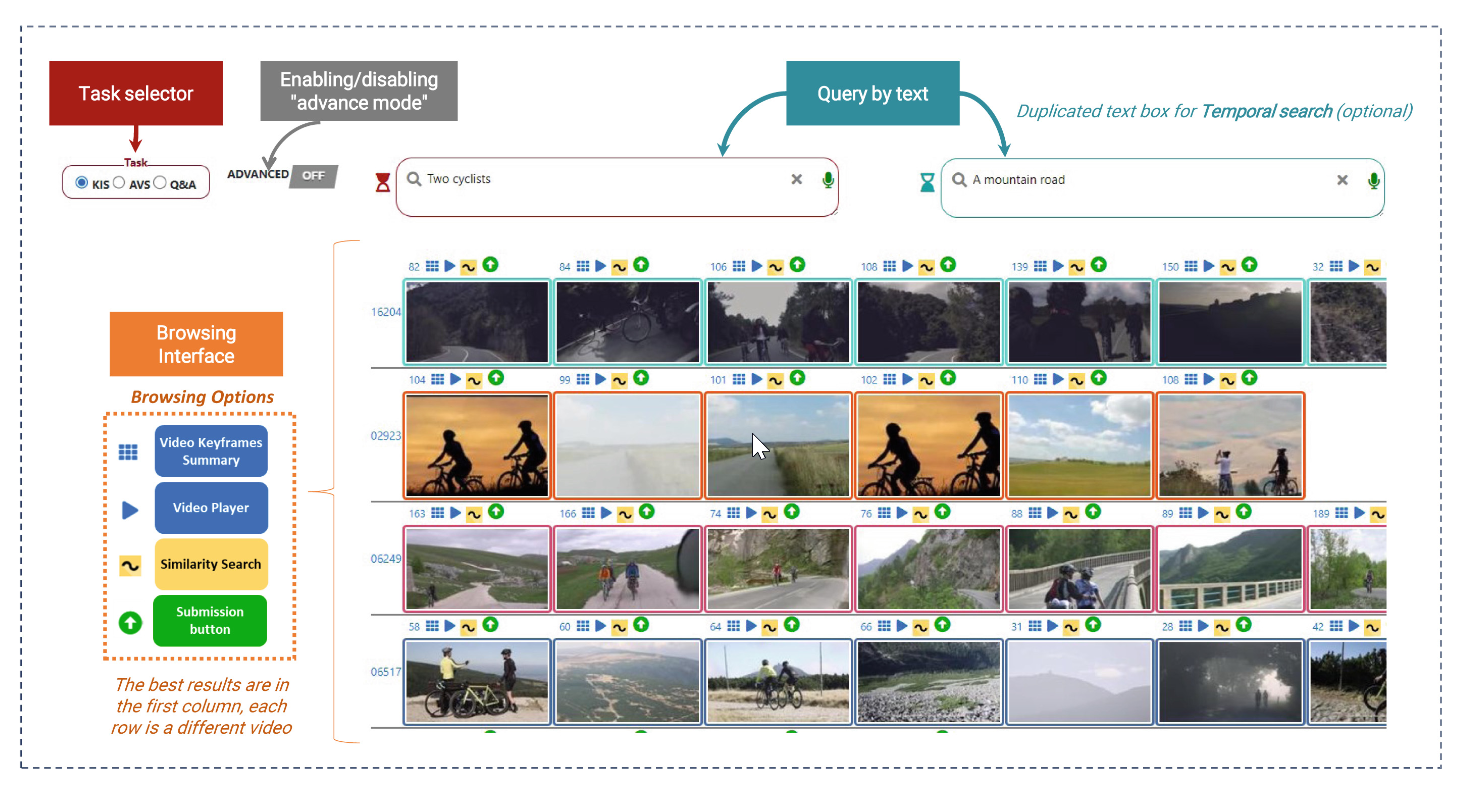 Task selector
Enabling/disabling
"advance mode"
Query by text
Duplicated text box for Temporal search (optional)
Task
KIS AVS Q&A
ADVANCED OFF
Two cyclists
A mountain road
82 84 106 108 139 150 32
16204
104 99 101 102 110 108
02923
163 166 74 76 88 89 189
06249
58 60 64 66 31 28 42
06517
Browsing
Interface
Browsing Options
Video Keyframes
Summary
Video Player
Similarity Search
Submission
button
The best results are in
the first column, each
row is a different video